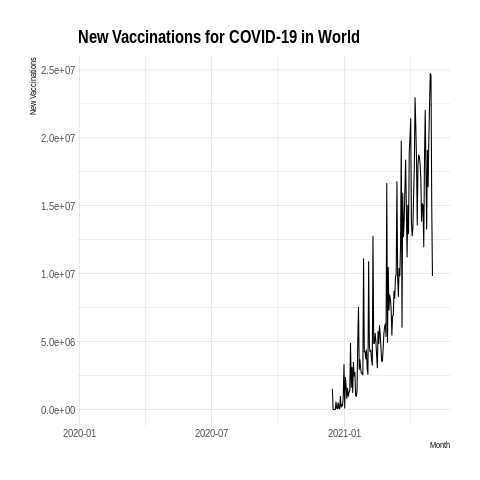 New Vaccinations for COVID-19 in World
New Vaccinations
2.5e+07
2.0e+07
1.5e+07
1.0e+07
5.0e+06
0.0e+00
2020-01 2020-07 2021-01
Month